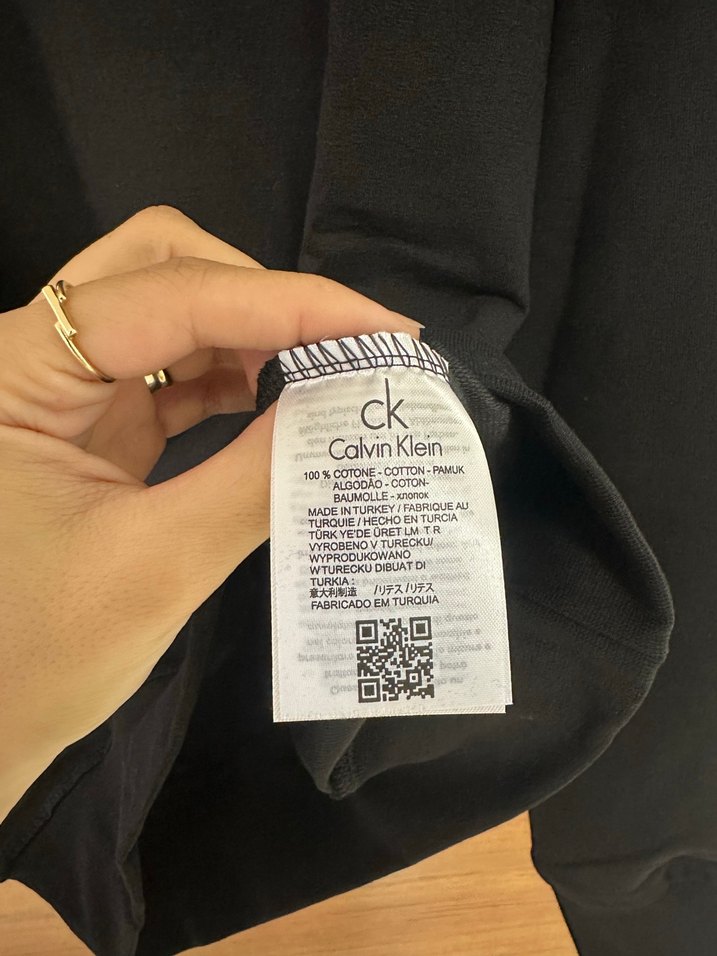 ck
Calvin Klein
100 % COTONE - COTTON - PAMUK
ALGODÃO - COTON-
BAUMOLLE - хлопок
MADE IN TURKEY / FABRIQUE AU
TURQUIE / HECHO EN TURCIA
TÜRK YE'DE ÜRET LM T R
VYROBENO V TURECKU/
WYPRODUKOWANO
WTURECKU DIBUAT DI
TURKIA :
意大利制造 /リテス /リテス
FABRICADO EM TURQUIA